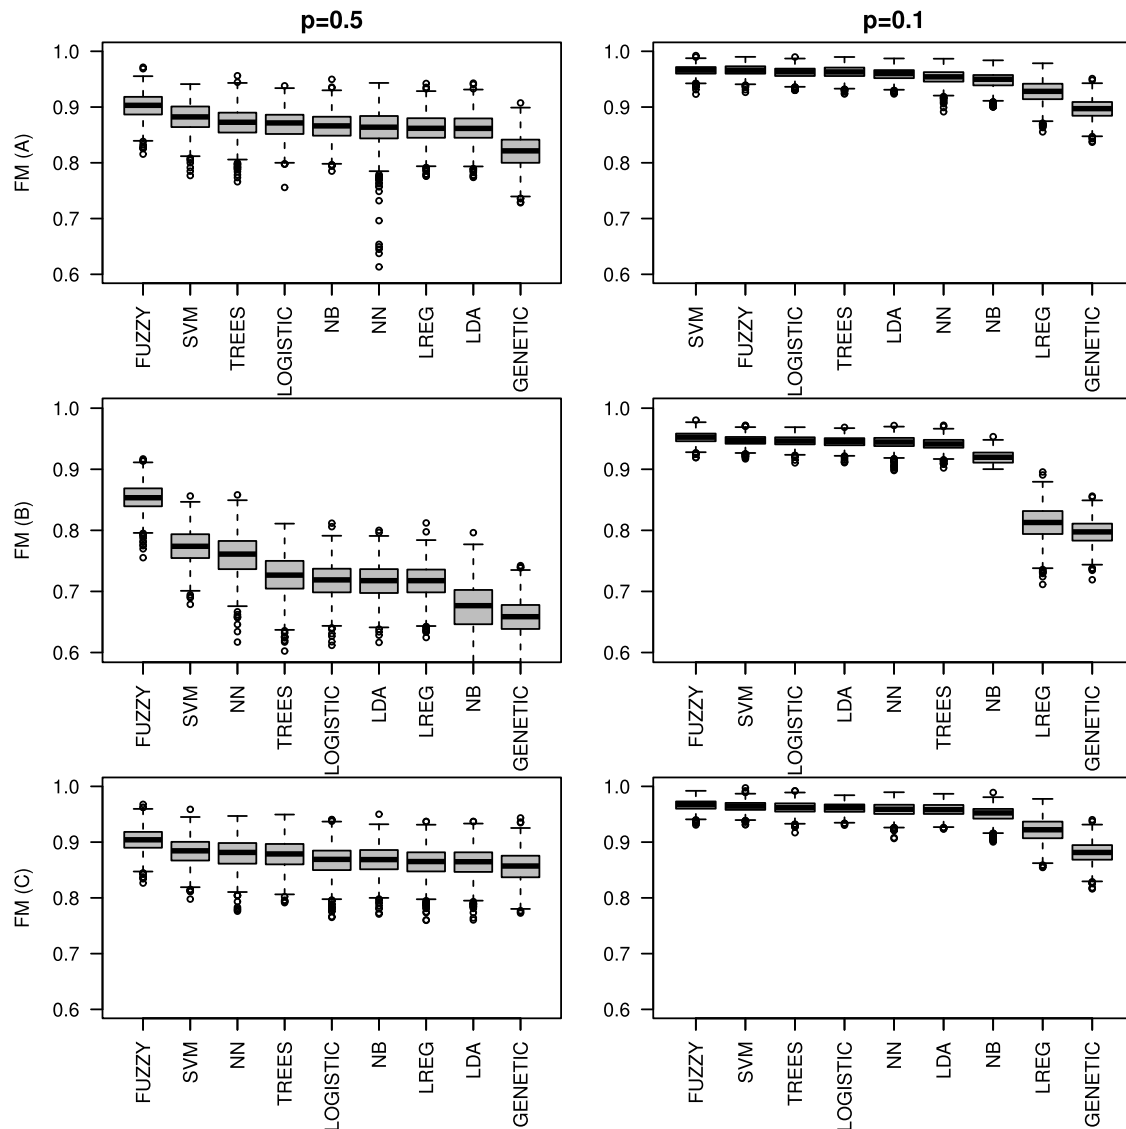 p=0.5
p=0.1
FM (A)
1.0
0.9
0.8
0.7
0.6
FUZZY
SVM
TREES
LOGISTIC
NB
NN
LREG
LDA
GENETIC
1.0
0.9
0.8
0.7
0.6
SVM
FUZZY
LOGISTIC
TREES
LDA
NN
NB
LREG
GENETIC
FM (B)
1.0
0.9
0.8
0.7
0.6
FUZZY
SVM
NN
TREES
LOGISTIC
LDA
LREG
NB
GENETIC
1.0
0.9
0.8
0.7
0.6
FUZZY
SVM
LOGISTIC
LDA
NN
TREES
NB
LREG
GENETIC
FM (C)
1.0
0.9
0.8
0.7
0.6
FUZZY
SVM
NN
TREES
LOGISTIC
NB
LREG
LDA
GENETIC
1.0
0.9
0.8
0.7
0.6
FUZZY
SVM
TREES
LOGISTIC
NN
LDA
NB
LREG
GENETIC